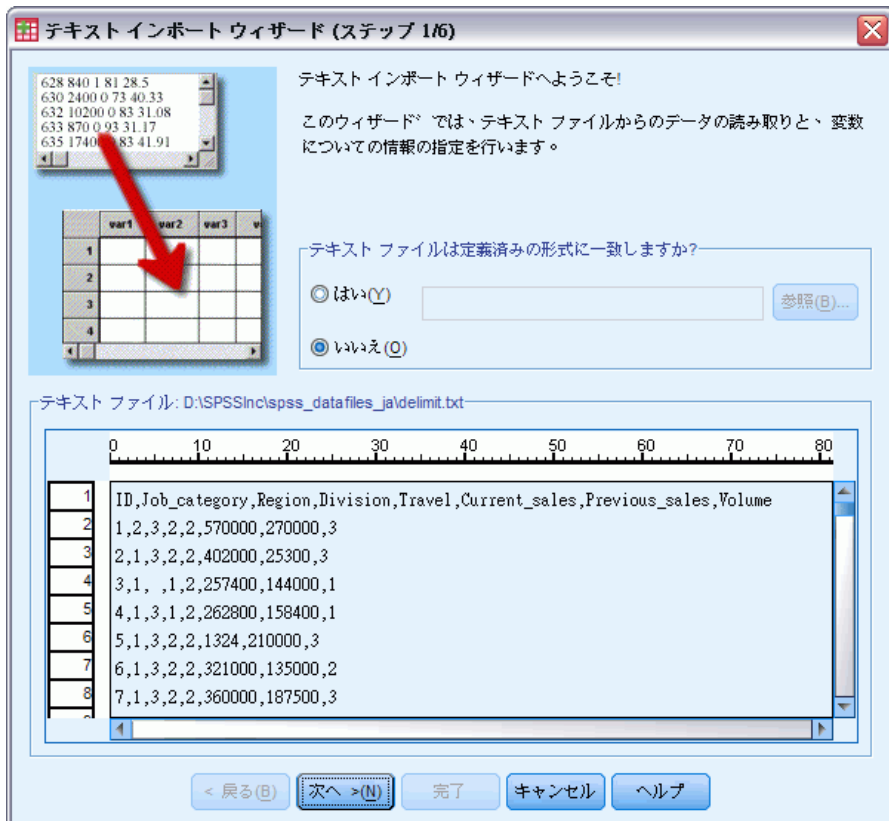 テキスト インポート ウィザード (ステップ 1/6)
628 840 1 81 28.5
630 2400 0 73 40.33
632 10200 0 83 31.08
633 870 0 93 31.17
635 1740 83 41.91
var1 var2 var3 v
1
2
3
4
テキスト インポート ウィザードへようこそ!
このウィザード゛では、テキスト ファイルからのデータの読み取りと、 変数
についての情報の指定を行います。
テキスト ファイルは定義済みの形式に一致しますか?
はい(Y)
参照(B)...
いいえ(O)
テキスト ファイル: D:\SPSSInc\spss_datafiles_ja\delimit.txt
0 10 20 30 40 50 60 70 80
1 ID,Job_category,Region,Division,Travel,Current_sales,Previous_sales,Volume
2 1,2,3,2,2,570000,270000,3
3 2,1,3,2,2,402000,25300,3
4 3,1, ,1,2,257400,144000,1
5 4,1,3,1,2,262800,158400,1
6 5,1,3,2,2,1324,210000,3
7 6,1,3,2,2,321000,135000,2
8 7,1,3,2,2,360000,187500,3
< 戻る(B) 次へ >(N) 完了 キャンセル ヘルプ